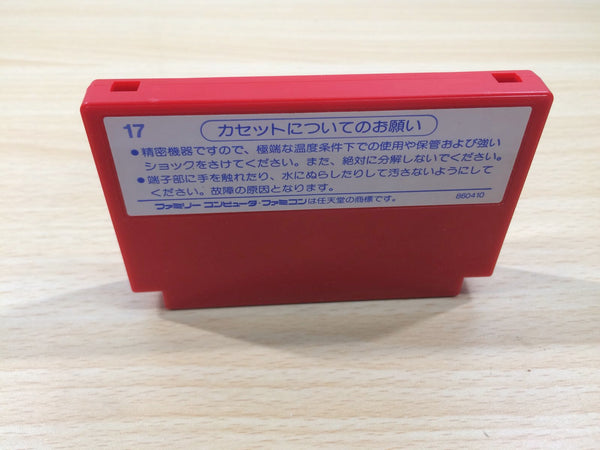 17
カセットについてのお願い
●精密機器ですので、極端な温度条件下での使用や保管および強い
ショックをさけてください。また、絶対に分解しないでください。
●端子部に手を触れたり、水にぬらしたりして汚さないようにして
ください。故障の原因となります。
860410
ファミリー コンピュータ・ファミコンは任天堂の商標です。